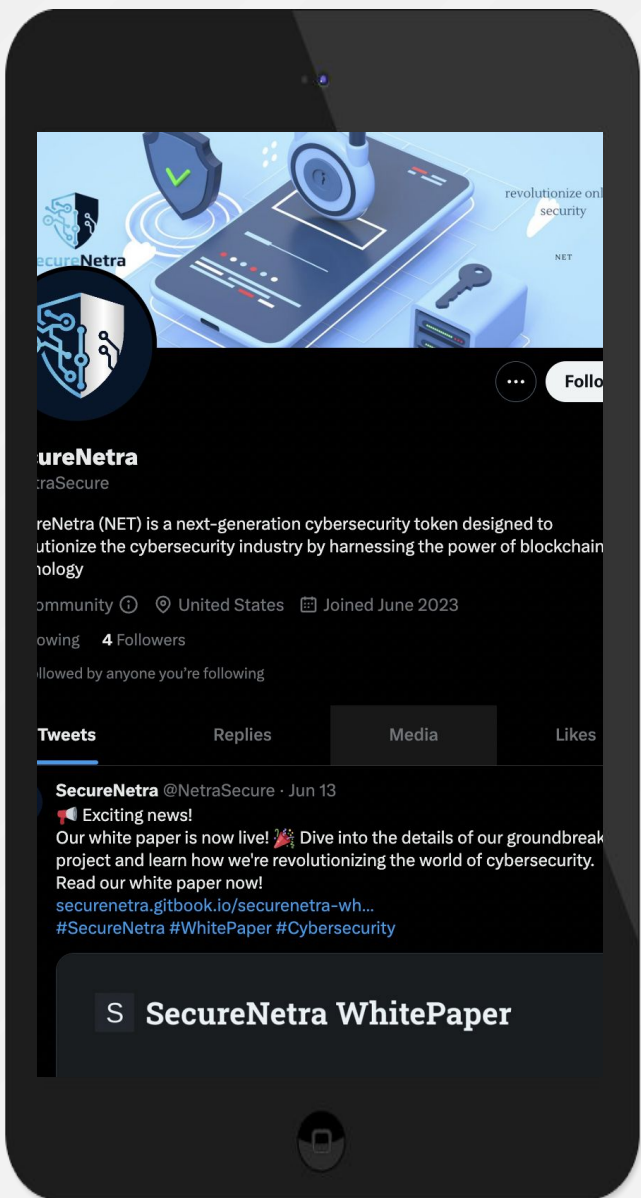 revolutionize onl
security
NET
ecureNetra
Follo
cureNetra
traSecure
reNetra (NET) is a next-generation cybersecurity token designed to
utionize the cybersecurity industry by harnessing the power of blockchain
nology
ommunity United States Joined June 2023
owing 4 Followers
llowed by anyone you're following
Tweets Replies Media Likes
SecureNetra @NetraSecure · Jun 13
📢 Exciting news!
Our white paper is now live! 🎉 Dive into the details of our groundbreak
project and learn how we're revolutionizing the world of cybersecurity.
Read our white paper now!
securenetra.gitbook.io/securenetra-wh...
#SecureNetra #WhitePaper #Cybersecurity
S SecureNetra WhitePaper